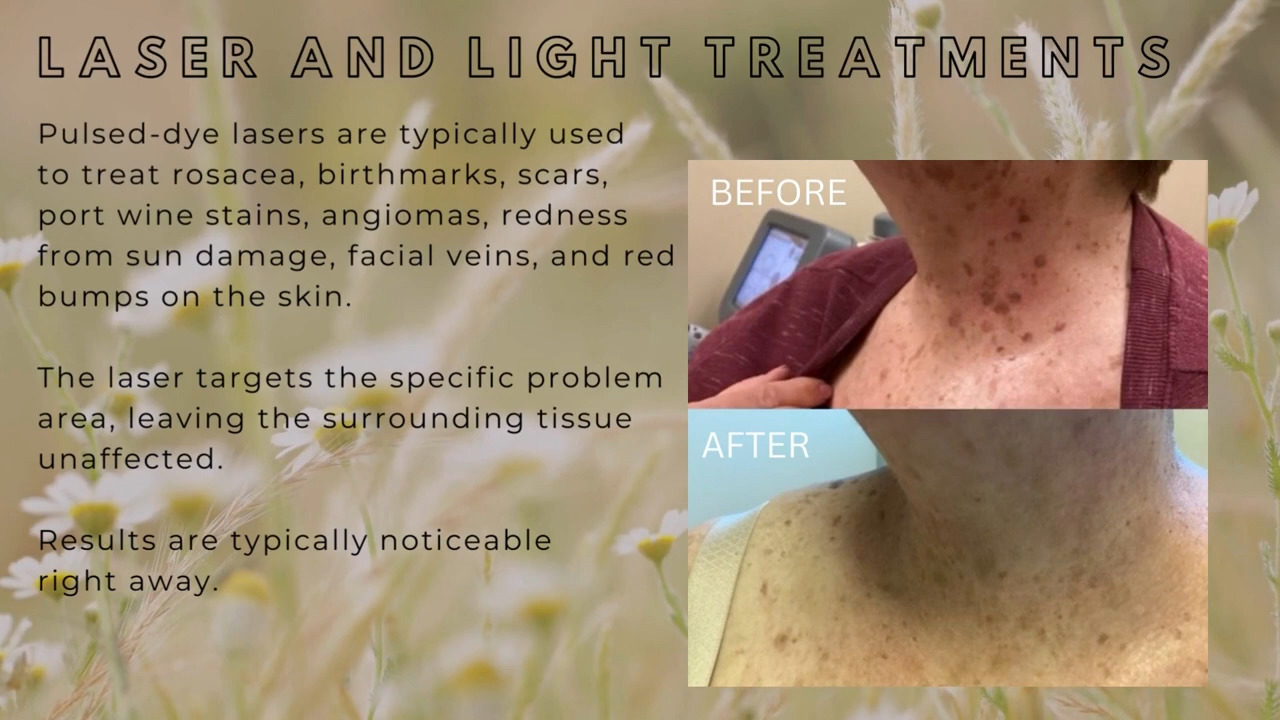 LASER AND LIGHT TREATMENTS
Pulsed-dye lasers are typically used
to treat rosacea, birthmarks, scars,
port wine stains, angiomas, redness
from sun damage, facial veins, and red
bumps on the skin.
The laser targets the specific problem
area, leaving the surrounding tissue
unaffected.
Results are typically noticeable
right away.
BEFORE
AFTER